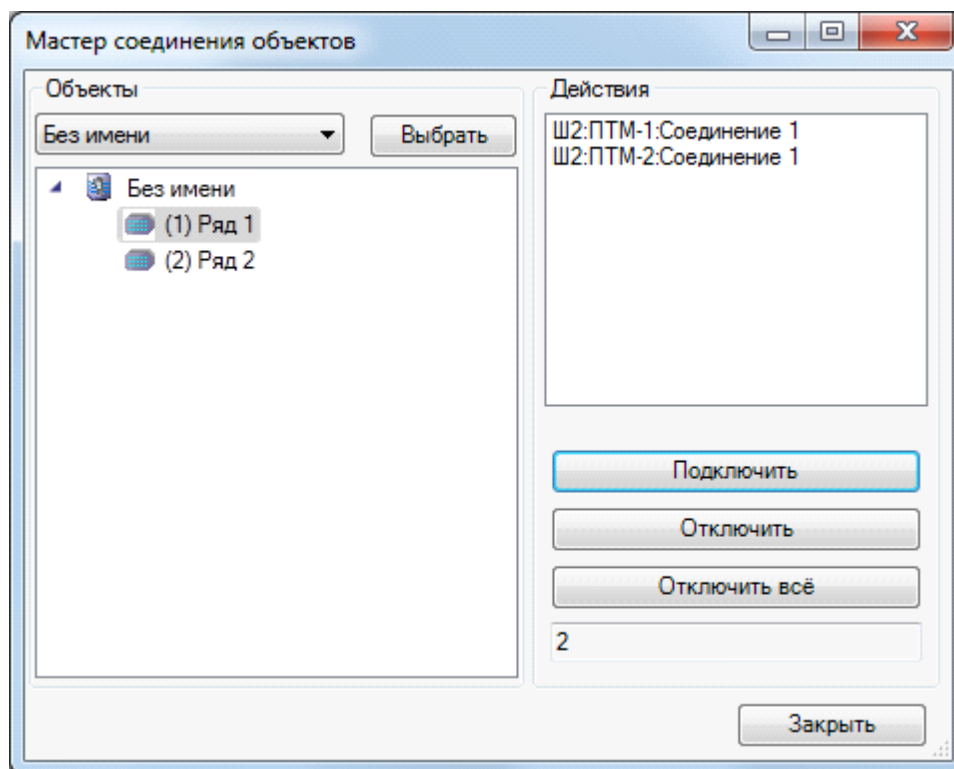 Мастер соединения объектов
Объекты
Без имени
Выбрать
Без имени
(1) Ряд 1
(2) Ряд 2
Действия
Ш2:ПТМ-1:Соединение 1
Ш2:ПТМ-2:Соединение 1
Подключить
Отключить
Отключить всё
2
Закрыть